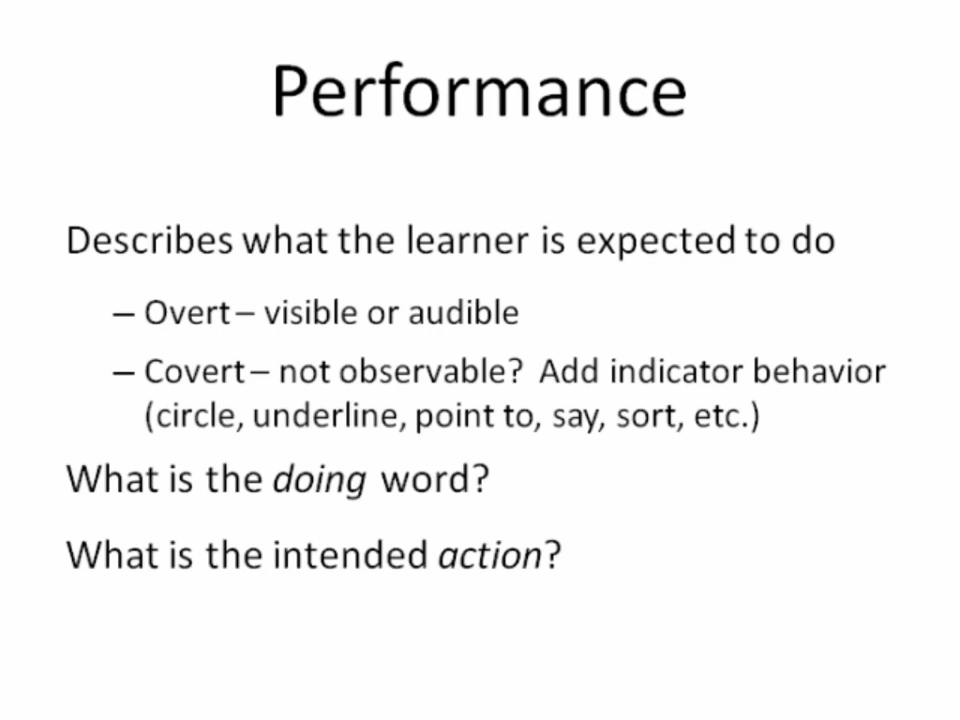 Performance
Describes what the learner is expected to do
– Overt – visible or audible
– Covert – not observable?  Add indicator behavior
(circle, underline, point to, say, sort, etc.)
What is the doing word?
What is the intended action?